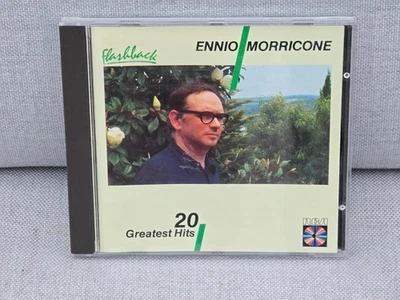 Flashback
ENNIO MORRICONE
20
Greatest Hits
RCA